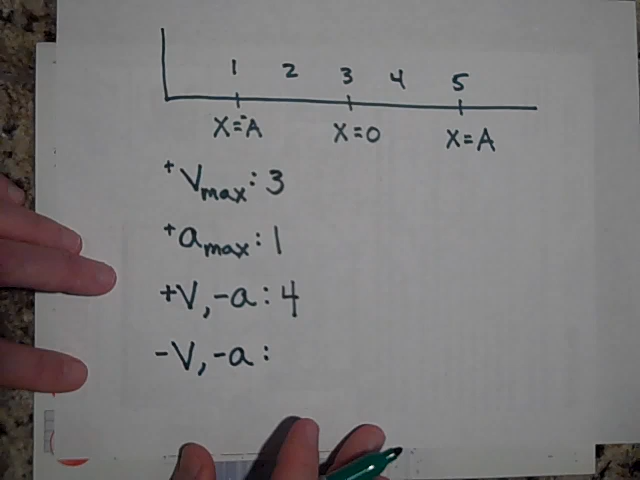 1 2 3 4 5
X=-A X=0 X=A
+Vmax: 3
+amax: 1
+V, -a: 4
-V, -a: